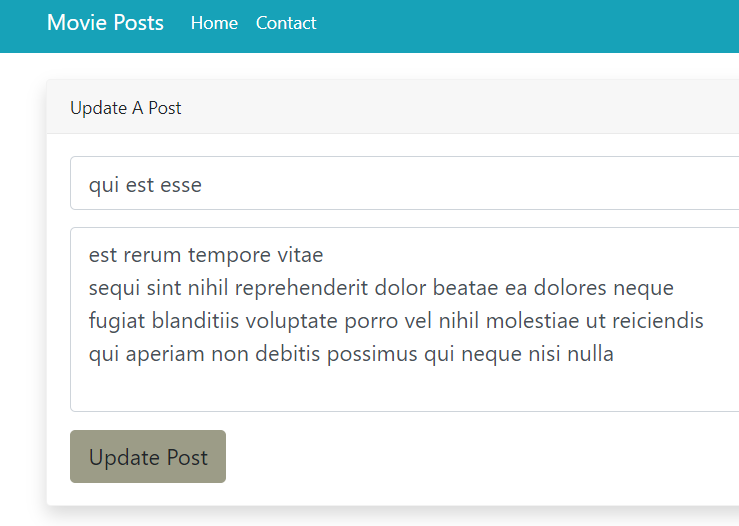 Movie Posts Home Contact
Update A Post
qui est esse
est rerum tempore vitae
sequi sint nihil reprehenderit dolor beatae ea dolores neque
fugiat blanditiis voluptate porro vel nihil molestiae ut reiciendis
qui aperiam non debitis possimus qui neque nisi nulla
Update Post